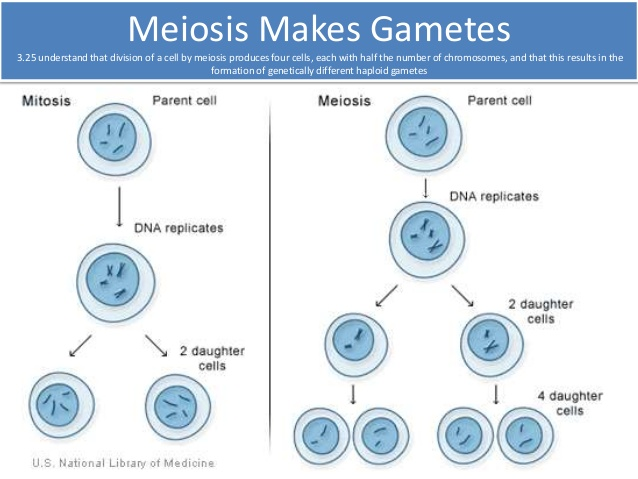 Meiosis Makes Gametes
3.25 understand that division of a cell by meiosis produces four cells, each with half the number of chromosomes, and that this results in the
formation of genetically different haploid gametes
Mitosis
Parent cell
DNA replicates
2 daughter
cells
U.S. National Library of Medicine
Meiosis
Parent cell
DNA replicates
2 daughter
cells
4 daughter
cells